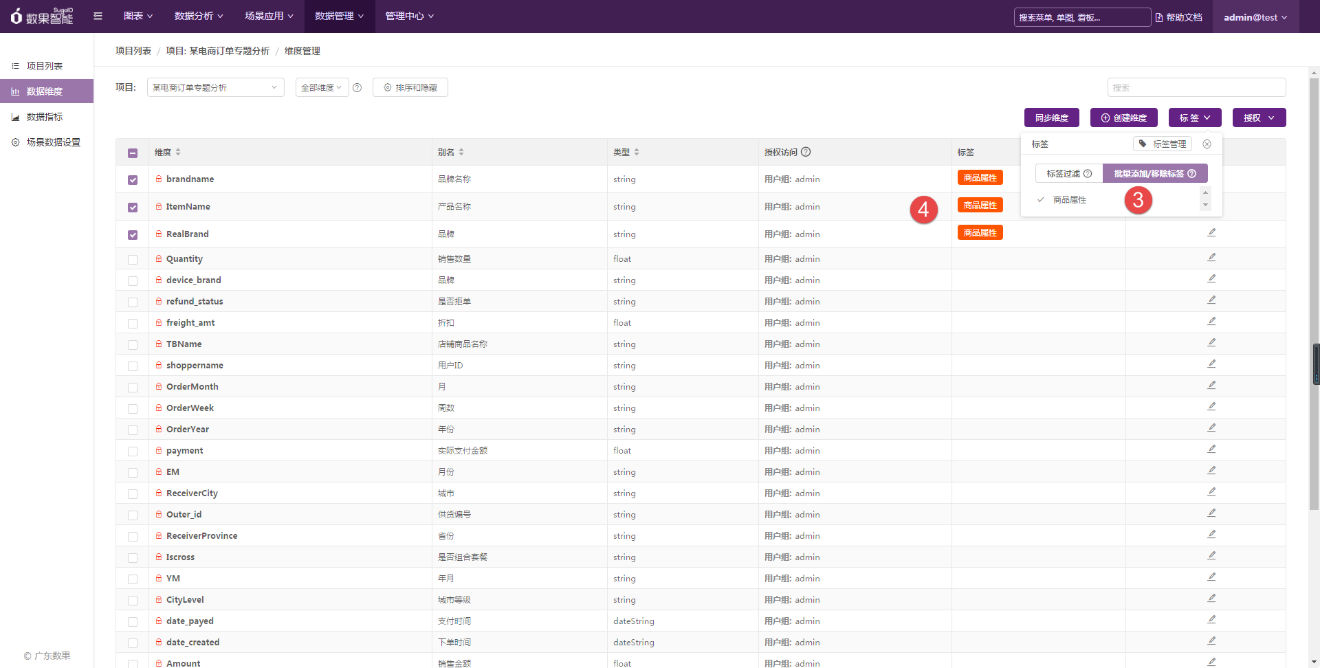 SugoIO
数果智能
图表
数据分析
场景应用
数据管理
管理中心
搜索菜单, 单图, 看板...
帮助文档
admin@test
项目列表
数据维度
数据指标
场景数据设置
项目列表 / 项目: 某电商订单专题分析 / 维度管理
项目: 某电商订单专题分析 全部维度 排序和隐藏 搜索
同步维度 创建维度 标签 授权
标签 标签管理
标签过滤 批量添加/移除标签
商品属性 3
4
维度 别名 类型 授权访问 标签
brandname 品牌名称 string 用户组: admin 商品属性
ItemName 产品名称 string 用户组: admin 商品属性
RealBrand 品牌 string 用户组: admin 商品属性
Quantity 销售数量 float 用户组: admin
device_brand 品牌 string 用户组: admin
refund_status 是否拒单 string 用户组: admin
freight_amt 折扣 float 用户组: admin
TBName 店铺商品名称 string 用户组: admin
shoppername 用户ID string 用户组: admin
OrderMonth 月 string 用户组: admin
OrderWeek 周数 string 用户组: admin
OrderYear 年份 string 用户组: admin
payment 实际支付金额 float 用户组: admin
EM 月份 string 用户组: admin
ReceiverCity 城市 string 用户组: admin
Outer_id 供货编号 string 用户组: admin
ReceiverProvince 省份 string 用户组: admin
Iscross 是否组合套餐 string 用户组: admin
YM 年月 string 用户组: admin
CityLevel 城市等级 string 用户组: admin
date_payed 支付时间 dateString 用户组: admin
date_created 下单时间 dateString 用户组: admin
Amount 销售金额 float 用户组: admin
© 广东数果